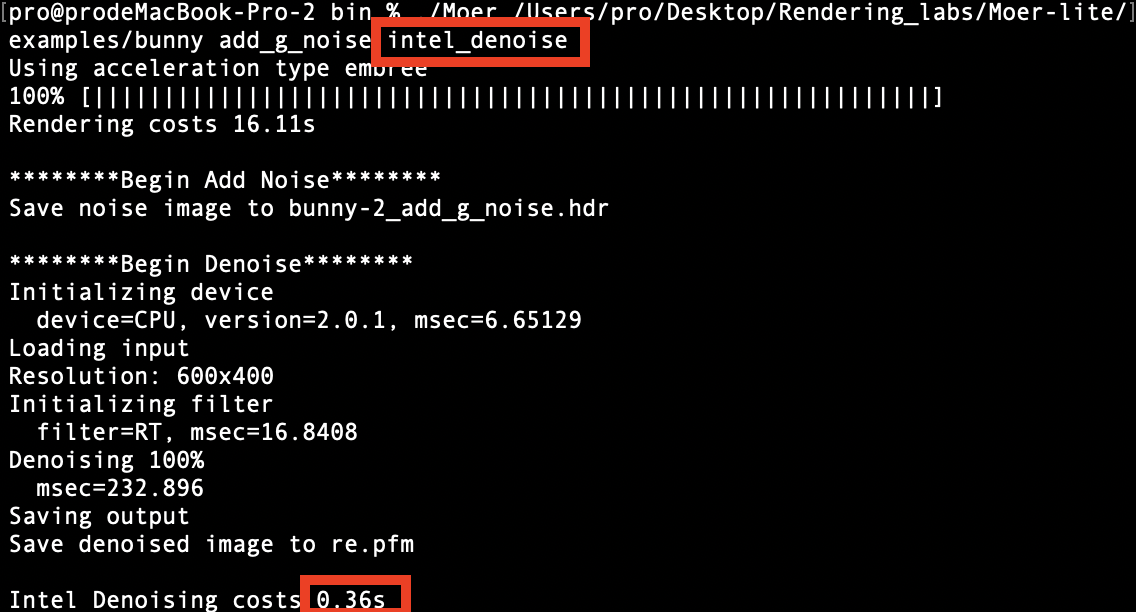 [pro@prodeMacBook-Pro-2 bin % ./Moer /Users/pro/Desktop/Rendering_labs/Moer-lite/]
examples/bunny add_g_noise intel_denoise
Using acceleration type embree
100% [||||||||||||||||||||||||||||||||||||||||||||||||||||||||||||]
Rendering costs 16.11s
********Begin Add Noise********
Save noise image to bunny-2_add_g_noise.hdr
********Begin Denoise********
Initializing device
  device=CPU, version=2.0.1, msec=6.65129
Loading input
Resolution: 600x400
Initializing filter
  filter=RT, msec=16.8408
Denoising 100%
  msec=232.896
Saving output
Save denoised image to re.pfm
Intel Denoising costs 0.36s